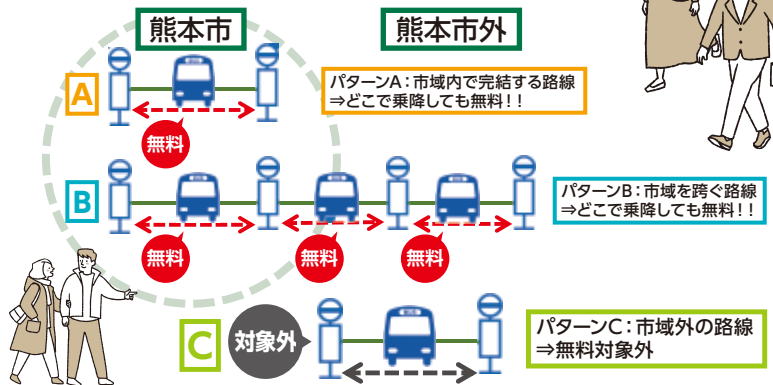 熊本市
熊本市外
A
無料
パターンA：市域内で完結する路線
⇒どこで乗降しても無料！！
B
無料
無料
無料
パターンB：市域を跨ぐ路線
⇒どこで乗降しても無料！！
C
対象外
パターンC：市域外の路線
⇒無料対象外